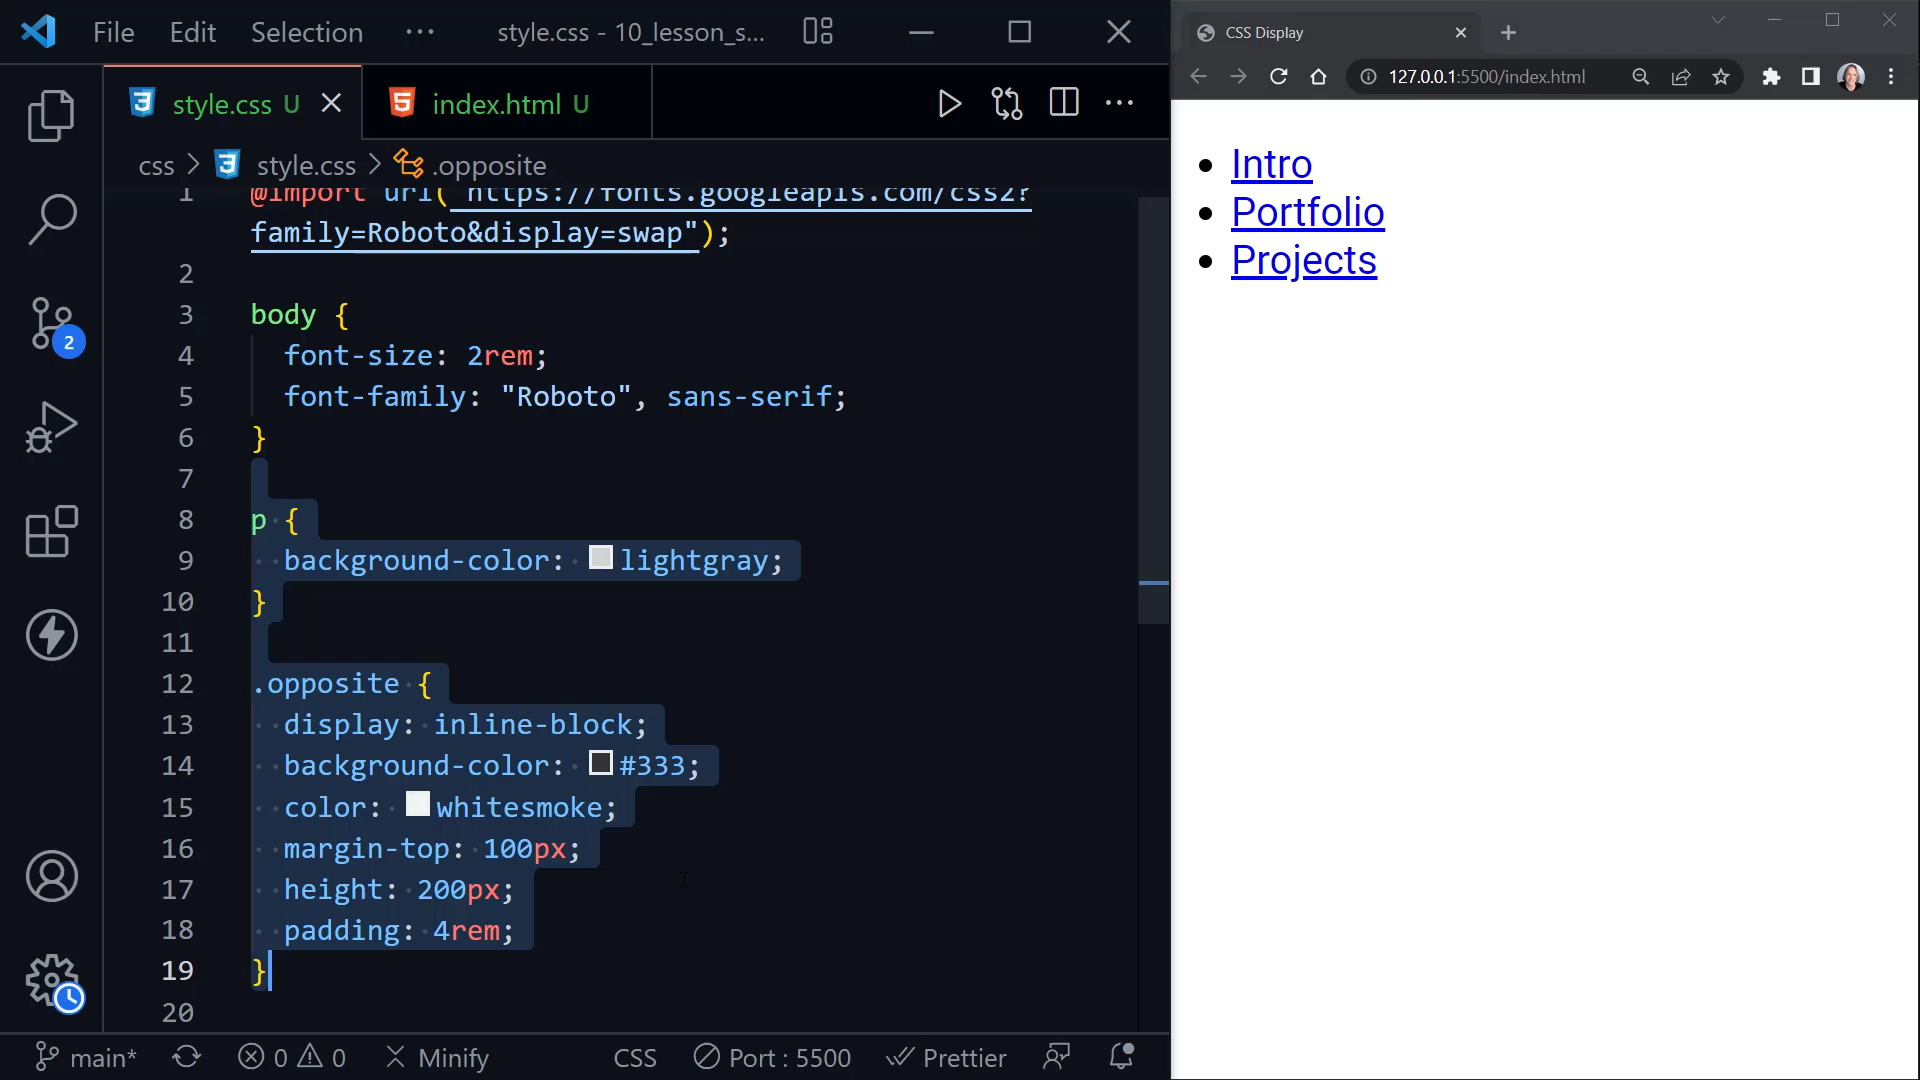 File Edit Selection ··· style.css - 10_lesson_s...
style.css U index.html U
css > style.css > .opposite
1 @import url("https://fonts.googleapis.com/css2?
family=Roboto&display=swap");
2
3 body {
4 font-size: 2rem;
5 font-family: "Roboto", sans-serif;
6 }
7
8 p {
9 background-color: lightgray;
10 }
11
12 .opposite {
13 display: inline-block;
14 background-color: #333;
15 color: whitesmoke;
16 margin-top: 100px;
17 height: 200px;
18 padding: 4rem;
19 }
20
2
main* 0 0 Minify CSS Port : 5500 Prettier
CSS Display
127.0.0.1:5500/index.html
• Intro
• Portfolio
• Projects